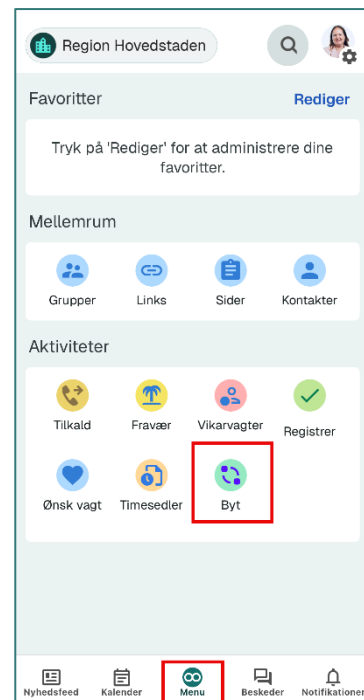 Region Hovedstaden
Favoritter Rediger
Tryk på 'Rediger' for at administrere dine
favoritter.
Mellemrum
Grupper Links Sider Kontakter
Aktiviteter
Tilkald Fravær Vikarvagter Registrer
Ønsk vagt Timesedler Byt
Nyhedsfeed Kalender Menu Beskeder Notifikationer